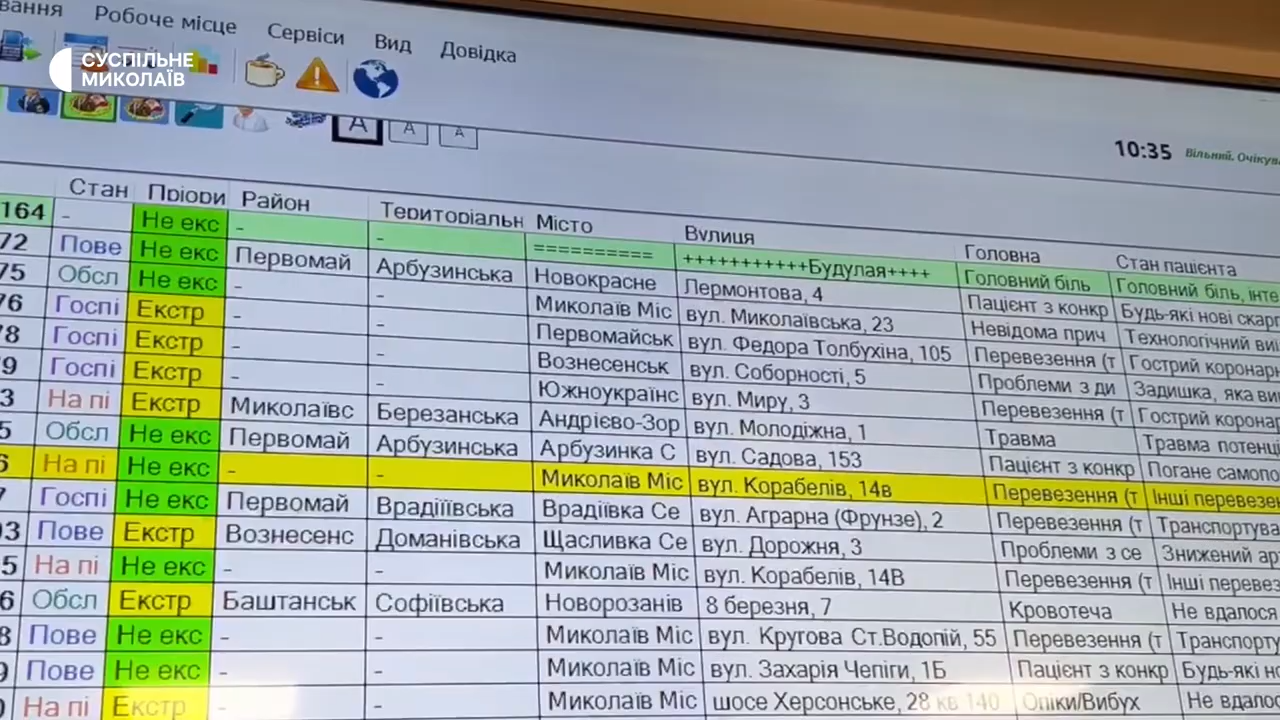 вання Робоче місце Сервіси Вид Довідка
СУСПІЛЬНЕ
МИКОЛАЇВ
А А А
10:35 Вільний. Очікува
Стан Пріори Район Територіальн Місто Вулиця Головна Стан пацієнта
164 - Не екс - - ========== +++++++++++Будулая++++ Головний біль Головний біль, інте
72 Пове Не екс Первомай Арбузинська Новокрасне Лермонтова, 4 Пацієнт з конкр Будь-які нові скарг
75 Обсл Не екс - - Миколаїв Міс вул. Миколаївська, 23 Невідома прич Технологічний виї
76 Госпі Екстр - - Первомайськ вул. Федора Толбухіна, 105 Перевезення (т Гострий коронарн
78 Госпі Екстр - - Вознесенськ вул. Соборності, 5 Проблеми з ди Задишка, яка вин
79 Госпі Екстр - - Южноукраїнс вул. Миру, 3 Перевезення (т Гострий коронар
3 На пі Екстр Миколаївс Березанська Андрієво-Зор вул. Молодіжна, 1 Травма Травма потенці
5 Обсл Не екс Первомай Арбузинська Арбузинка С вул. Садова, 153 Пацієнт з конкр Погане самопо
6 На пі Не екс - - Миколаїв Міс вул. Корабелів, 14в Перевезення (т Інші перевезен
7 Госпі Не екс Первомай Врадіїївська Врадіївка Се вул. Аграрна (Фрунзе), 2 Перевезення (т Транспортува
93 Пове Екстр Вознесенс Доманівська Щасливка Се вул. Дорожня, 3 Проблеми з се Знижений ар
5 На пі Не екс - - Миколаїв Міс вул. Корабелів, 14В Перевезення (т Інші перевез
6 Обсл Екстр Баштанськ Софіївська Новорозанів 8 березня, 7 Кровотеча Не вдалося
8 Пове Не екс - - Миколаїв Міс вул. Кругова Ст.Водопій, 55 Перевезення (т Транспорту
9 Пове Не екс - - Миколаїв Міс вул. Захарія Чепіги, 1Б Пацієнт з конкр Будь-які но
На пі Екстр - - Миколаїв Міс шосе Херсонське, 28 кв 140 Опіки/Вибух Не вдалос